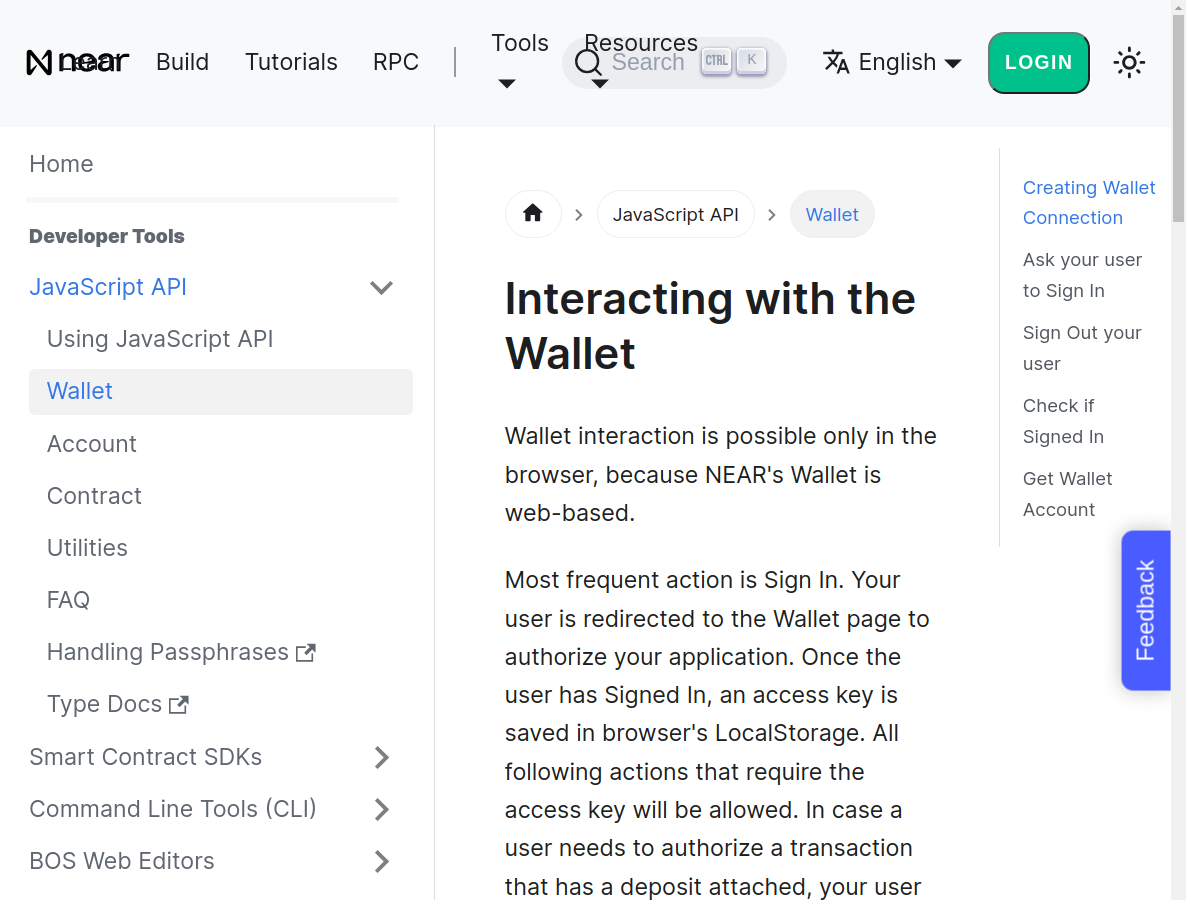 near
Learn
Build
Tutorials
RPC
Tools
Resources
Search
CTRL
K
English
LOGIN
Home
Developer Tools
JavaScript API
Using JavaScript API
Wallet
Account
Contract
Utilities
FAQ
Handling Passphrases
Type Docs
Smart Contract SDKs
Command Line Tools (CLI)
BOS Web Editors
JavaScript API
Wallet
Interacting with the
Wallet
Wallet interaction is possible only in the
browser, because NEAR's Wallet is
web-based.
Most frequent action is Sign In. Your
user is redirected to the Wallet page to
authorize your application. Once the
user has Signed In, an access key is
saved in browser's LocalStorage. All
following actions that require the
access key will be allowed. In case a
user needs to authorize a transaction
that has a deposit attached, your user
Creating Wallet
Connection
Ask your user
to Sign In
Sign Out your
user
Check if
Signed In
Get Wallet
Account
Feedback